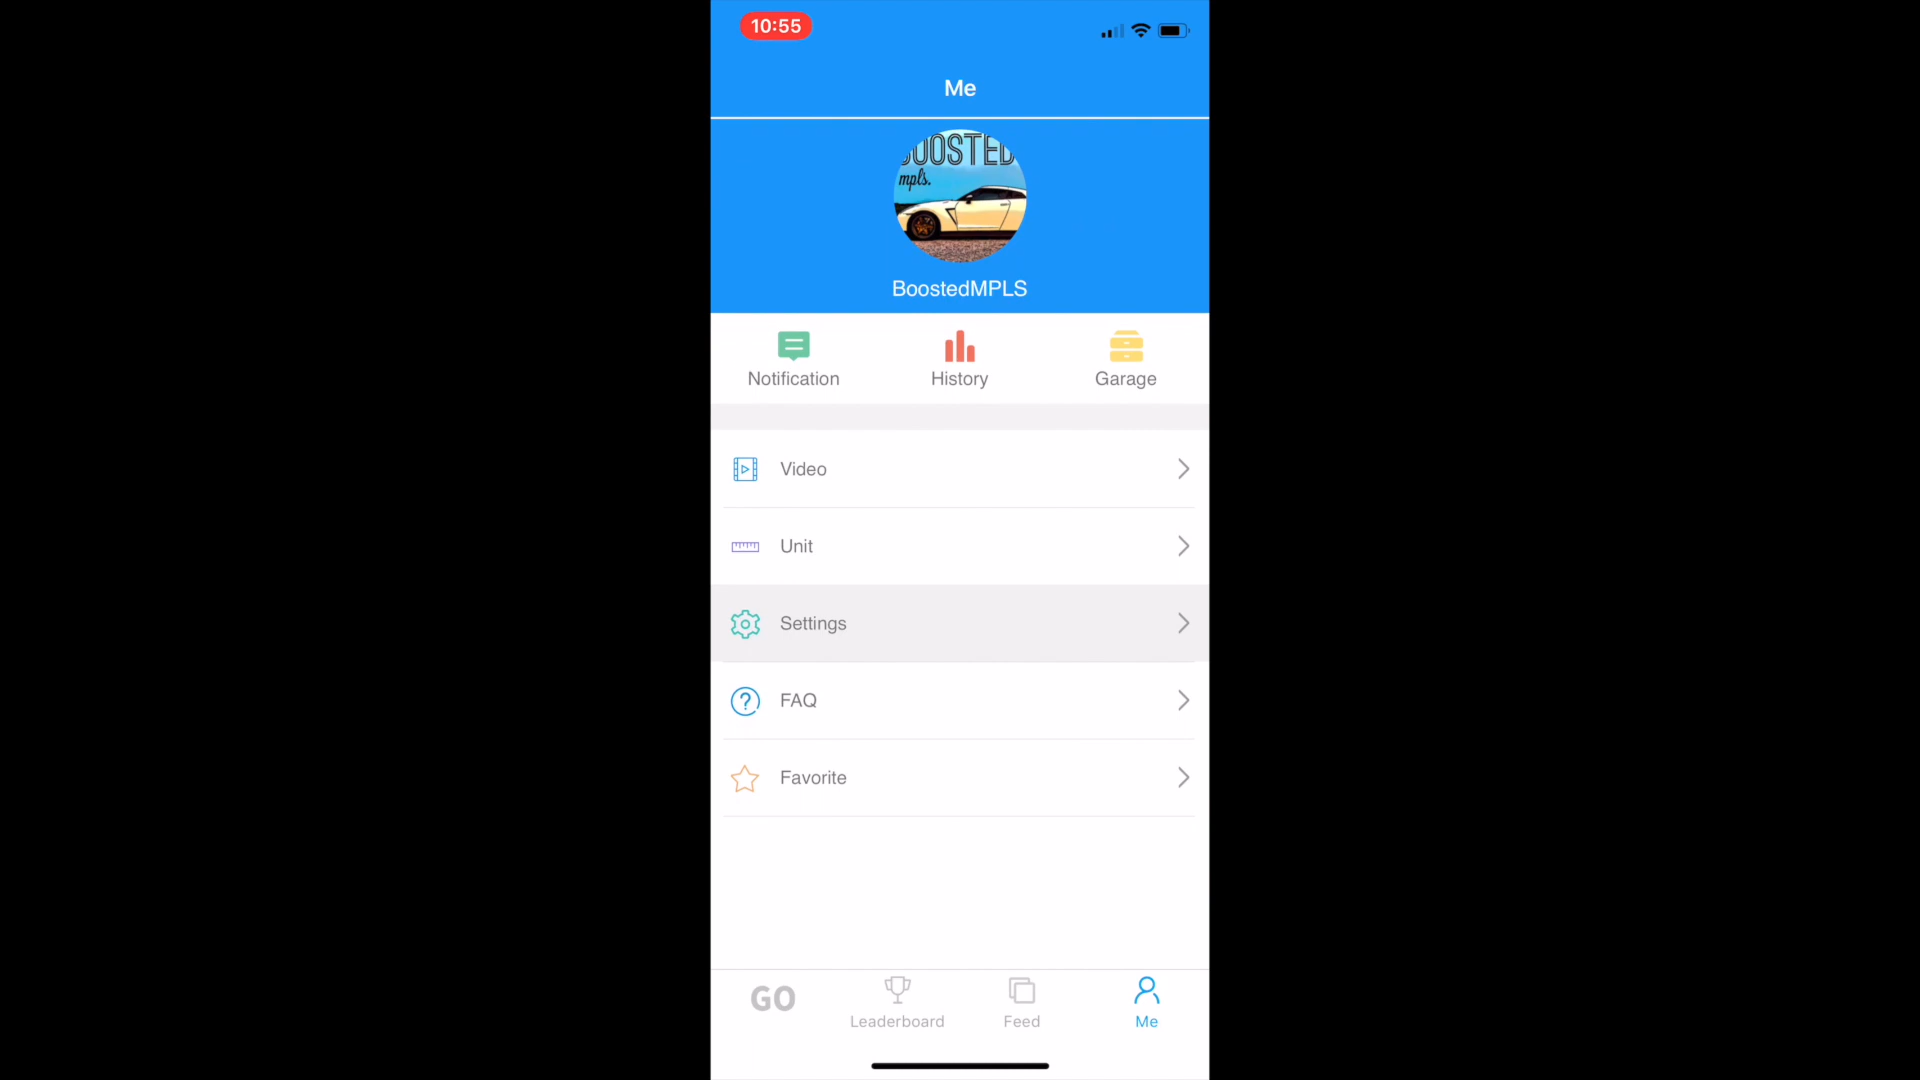 10:55
Me
BOOSTED
mpls.
BoostedMPLS
Notification
History
Garage
Video
Unit
Settings
FAQ
Favorite
GO
Leaderboard
Feed
Me